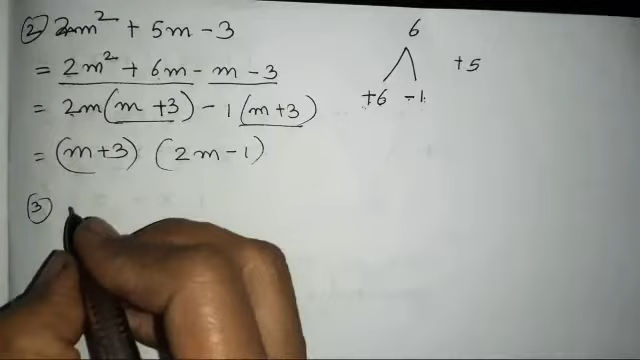 ② 2m² + 5m - 3
6
+5
= 2m² + 6m - m - 3
+6 -1
= 2m(m + 3) - 1(m + 3)
= (m + 3) (2m - 1)
③